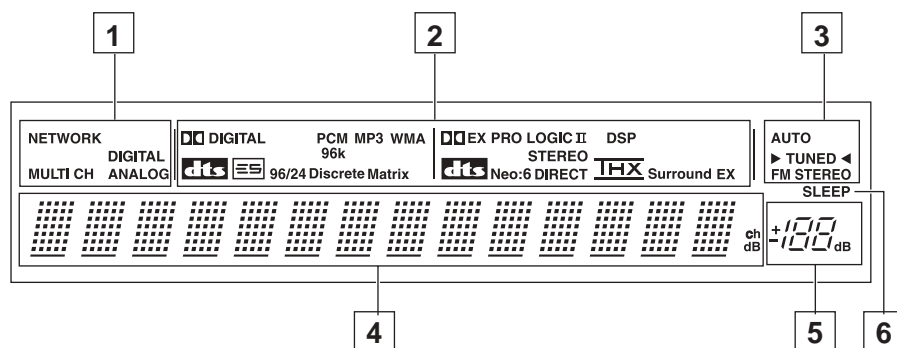 1 2 3
NETWORK
DIGITAL
MULTI CH ANALOG
DIGITAL PCM MP3 WMA
96k
dts ES 96/24 Discrete Matrix
EX PRO LOGIC II DSP
STEREO
dts Neo:6 DIRECT THX Surround EX
AUTO
▶ TUNED ◀
FM STEREO
SLEEP
ch
dB
+
-188 dB
4 5 6